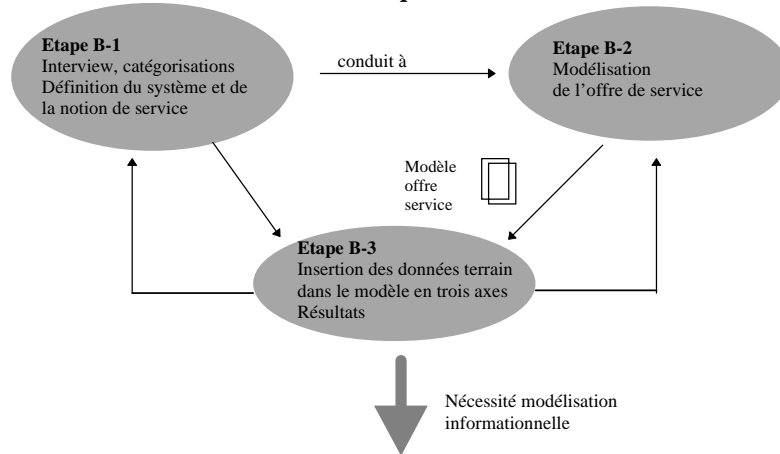 Etape B-1
Interview, catégorisations
Définition du système et de
la notion de service
conduit à
Etape B-2
Modélisation
de l'offre de service
Modèle
offre
service
Etape B-3
Insertion des données terrain
dans le modèle en trois axes
Résultats
Nécessité modélisation
informationnelle